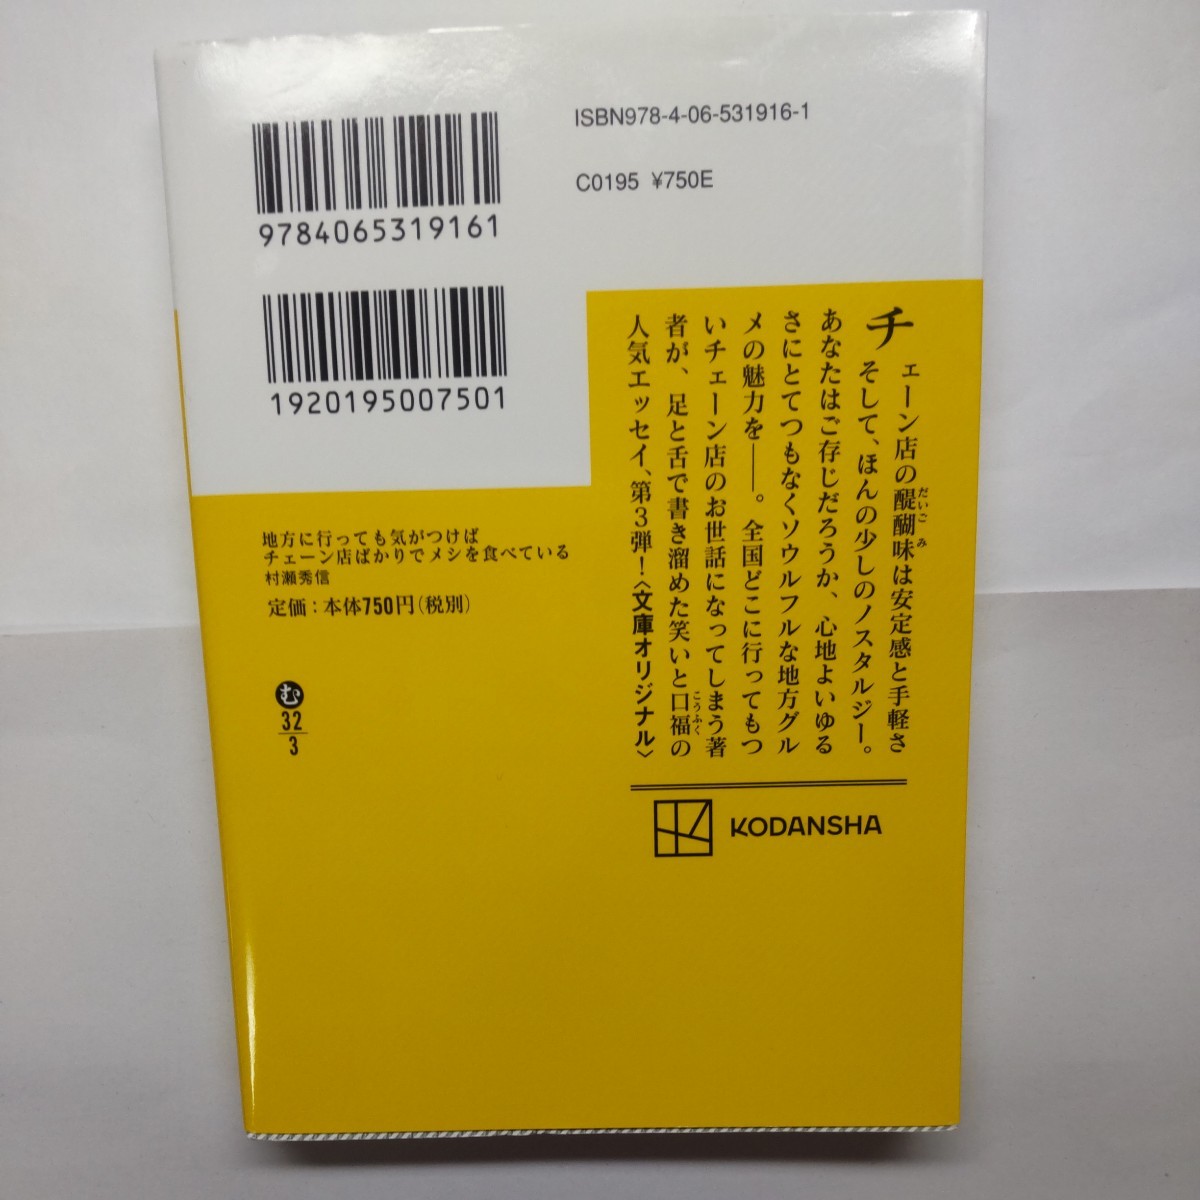 ISBN978-4-06-531916-1
C0195 ¥750E
9784065319161
1920195007501
チェーン店の醍醐味は安定感と手軽さ
そして、ほんの少しのノスタルジー。
あなたはご存じだろうか、心地よいゆる
さにとてつもなくソウルフルな地方グル
メの魅力を――。全国どこに行ってもつ
いチェーン店のお世話になってしまう著
者が、足と舌で書き溜めた笑いと口福の
人気エッセイ、第3弾!〈文庫オリジナル〉
だいごみ
こうふく
地方に行っても気がつけば
チェーン店ばかりでメシを食べている
村瀬秀信
定価:本体750円(税別)
む
32
3
KODANSHA